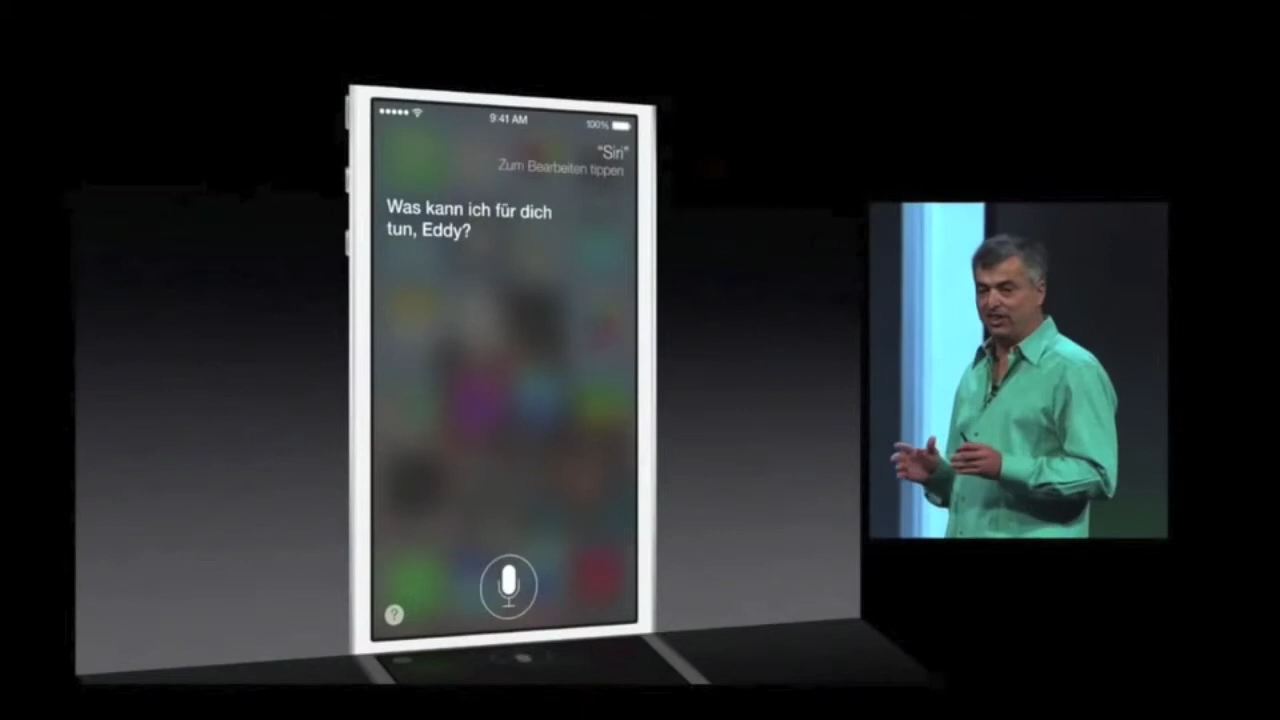 9:41 AM
100%
“Siri”
Zum Bearbeiten tippen
Was kann ich für dich
tun, Eddy?
?